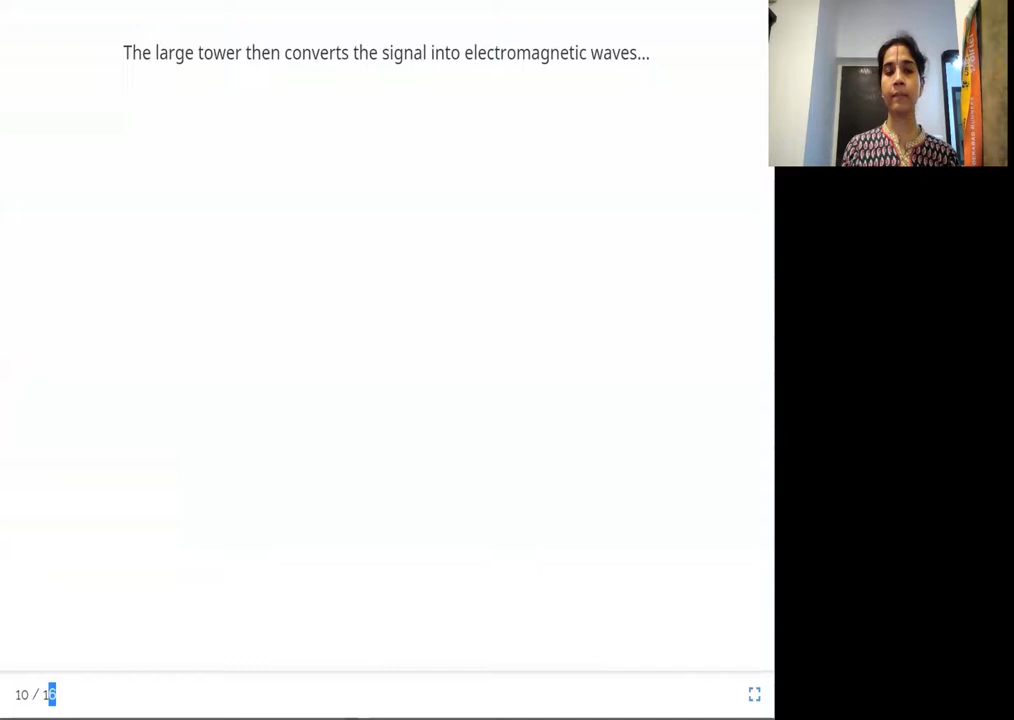 The large tower then converts the signal into electromagnetic waves...
10 / 16